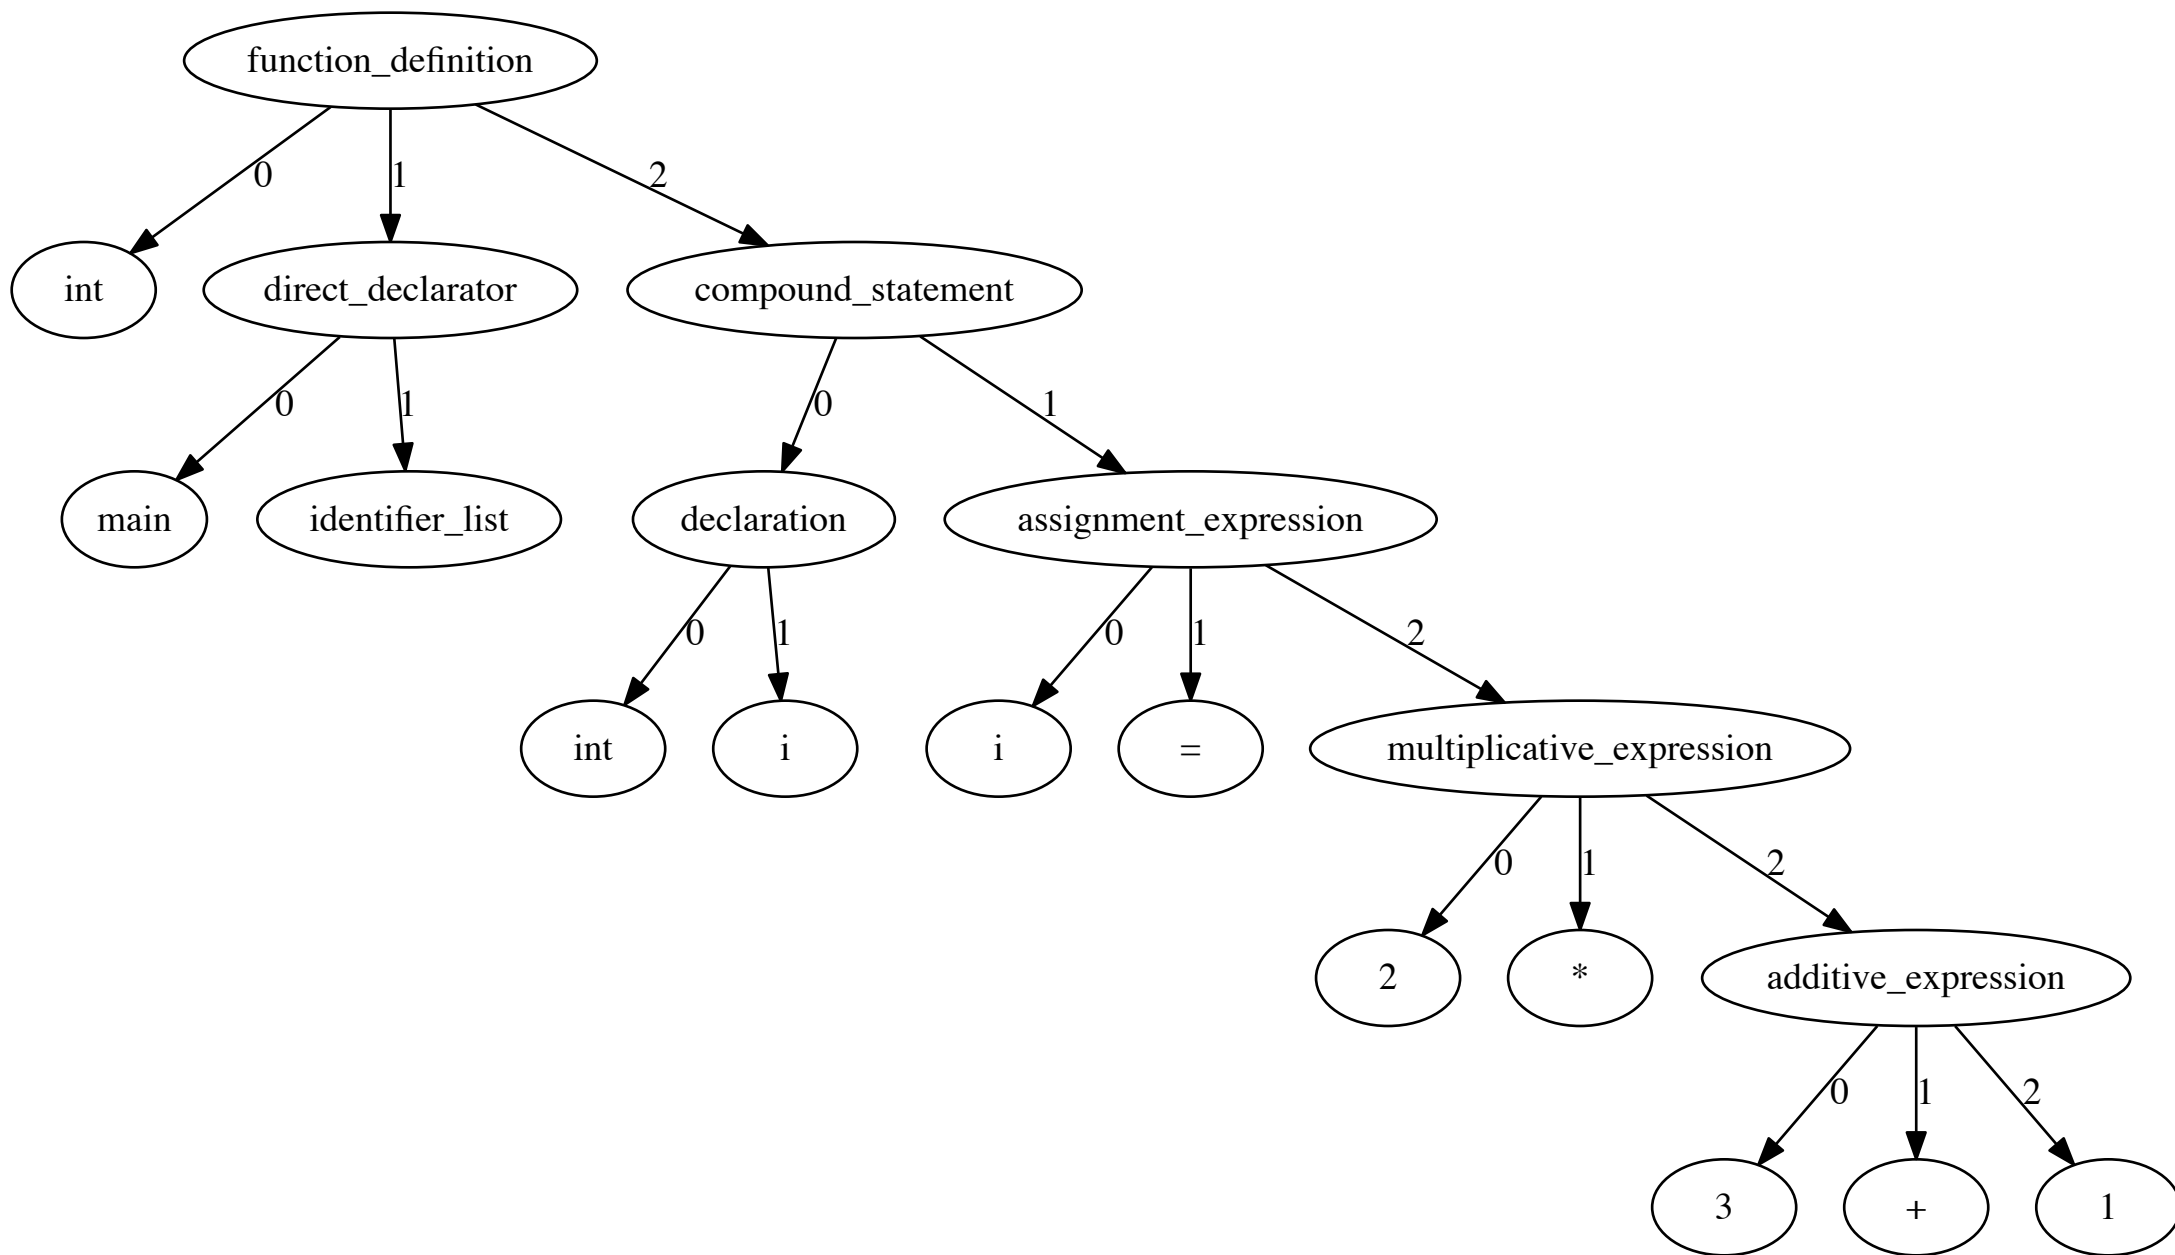 function_definition
0 1 2
int direct_declarator compound_statement
0 1 0 1
main identifier_list declaration assignment_expression
0 1 0 1 2
int i i = multiplicative_expression
0 1 2
2 * additive_expression
0 1 2
3 + 1